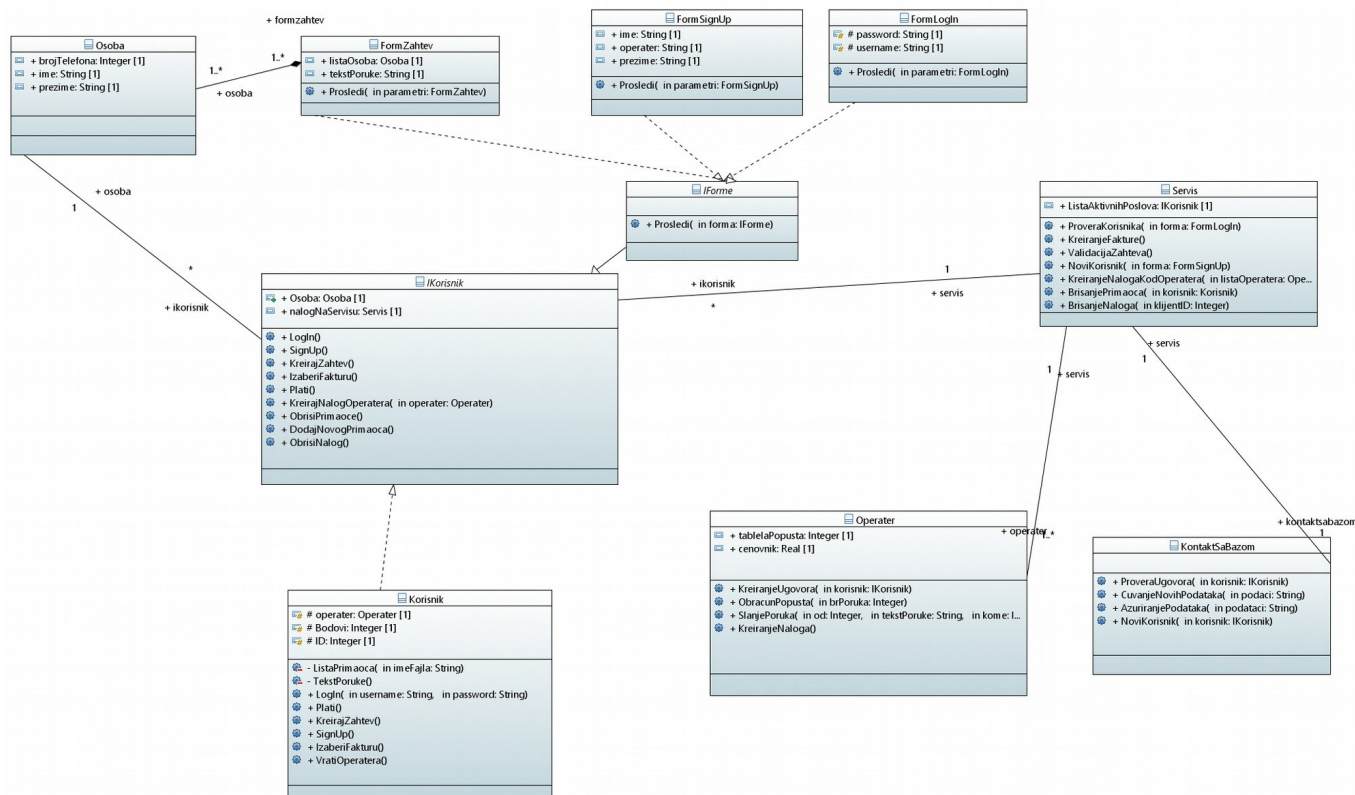 + formzahtev
Osoba
+ brojTelefona: Integer [1]
+ ime: String [1]
+ prezime: String [1]
1..*
+ osoba
1..*
FormZahtev
+ listaOsoba: Osoba [1]
+ tekstPoruke: String [1]
+ Prosledi( in parametri: FormZahtev)
FormSignUp
+ ime: String [1]
+ operater: String [1]
+ prezime: String [1]
+ Prosledi( in parametri: FormSignUp)
FormLogIn
# password: String [1]
# username: String [1]
+ Prosledi( in parametri: FormLogIn)
IForme
+ Prosledi( in forma: IForme)
+ osoba
1
*
+ ikorisnik
IKorisnik
+ Osoba: Osoba [1]
+ nalogNaServisu: Servis [1]
+ LogIn()
+ SignUp()
+ KreirajZahtev()
+ IzaberiFakturu()
+ Plati()
+ KreirajNalogOperatera( in operater: Operater)
+ ObrisiPrimaoce()
+ DodajNovogPrimaoca()
+ ObrisiNalog()
+ ikorisnik
*
1
+ servis
Servis
+ ListaAktivnihPoslova: IKorisnik [1]
+ ProveraKorisnika( in forma: FormLogIn)
+ KreiranjeFakture()
+ ValidacijaZahteva()
+ NoviKorisnik( in forma: FormSignUp)
+ KreiranjeNalogaKodOperatera( in listaOperatera: Ope...
+ BrisanjePrimaoca( in korisnik: Korisnik)
+ BrisanjeNaloga( in klijentID: Integer)
1
+ servis
+ servis
1
Operater
+ tablelaPopusta: Integer [1]
+ cenovnik: Real [1]
+ KreiranjeUgovora( in korisnik: IKorisnik)
+ ObracunPopusta( in brPoruka: Integer)
+ SlanjePoruka( in od: Integer, in tekstPoruke: String, in kome: I...
+ KreiranjeNaloga()
+ operater
1..*
+ kontaktsabazom
1
KontaktSaBazom
+ ProveraUgovora( in korisnik: IKorisnik)
+ CuvanjeNovihPodataka( in podaci: String)
+ AzuriranjePodataka( in podataci: String)
+ NoviKorisnik( in korisnik: IKorisnik)
Korisnik
# operater: Operater [1]
# Bodovi: Integer [1]
# ID: Integer [1]
- ListaPrimaoca( in imeFajla: String)
- TekstPoruke()
+ LogIn( in username: String, in password: String)
+ Plati()
+ KreirajZahtev()
+ SignUp()
+ IzaberiFakturu()
+ VratiOperatera()